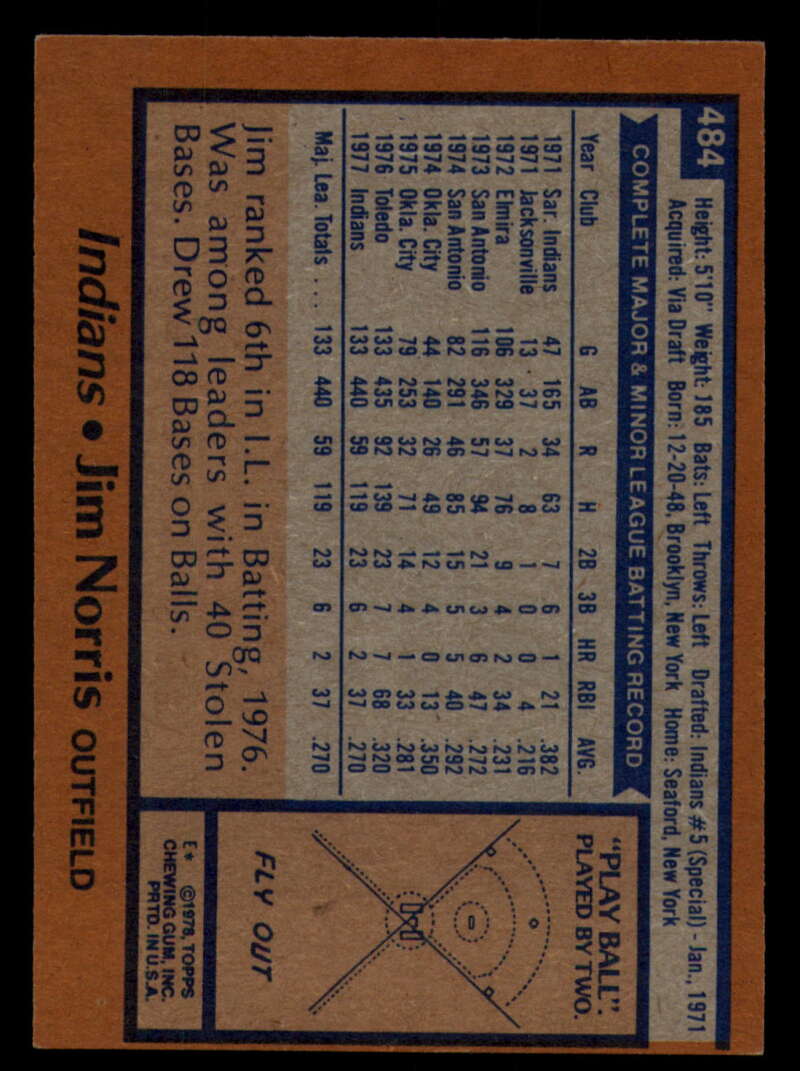 484
Height: 5'10" Weight: 185 Bats: Left Throws: Left Drafted: Indians #5 (Special) - Jan., 1971
Acquired: Via Draft Born: 12-20-48, Brooklyn, New York Home: Seaford, New York
COMPLETE MAJOR & MINOR LEAGUE BATTING RECORD
Year Club G AB R H 2B 3B HR RBI AVG.
1971 Sar. Indians 47 165 34 63 7 6 1 21 .382
1971 Jacksonville 13 37 2 8 1 0 0 4 .216
1972 Elmira 106 329 37 76 9 4 2 34 .231
1973 San Antonio 116 346 57 94 21 3 6 47 .272
1974 San Antonio 82 291 46 85 15 5 5 40 .292
1974 Okla. City 44 140 26 49 12 4 0 13 .350
1975 Okla. City 79 253 32 71 14 4 1 33 .281
1976 Toledo 133 435 92 139 23 7 7 68 .320
1977 Indians 133 440 59 119 23 6 2 37 .270
Maj. Lea. Totals .... 133 440 59 119 23 6 2 37 .270
Jim ranked 6th in I.L. in Batting, 1976.
Was among leaders with 40 Stolen
Bases. Drew 118 Bases on Balls.
"PLAY BALL".
PLAYED BY TWO.
FLY OUT
E* ©1978, TOPPS
CHEWING GUM, INC.
PRTD. IN U.S.A.
Indians • Jim Norris OUTFIELD